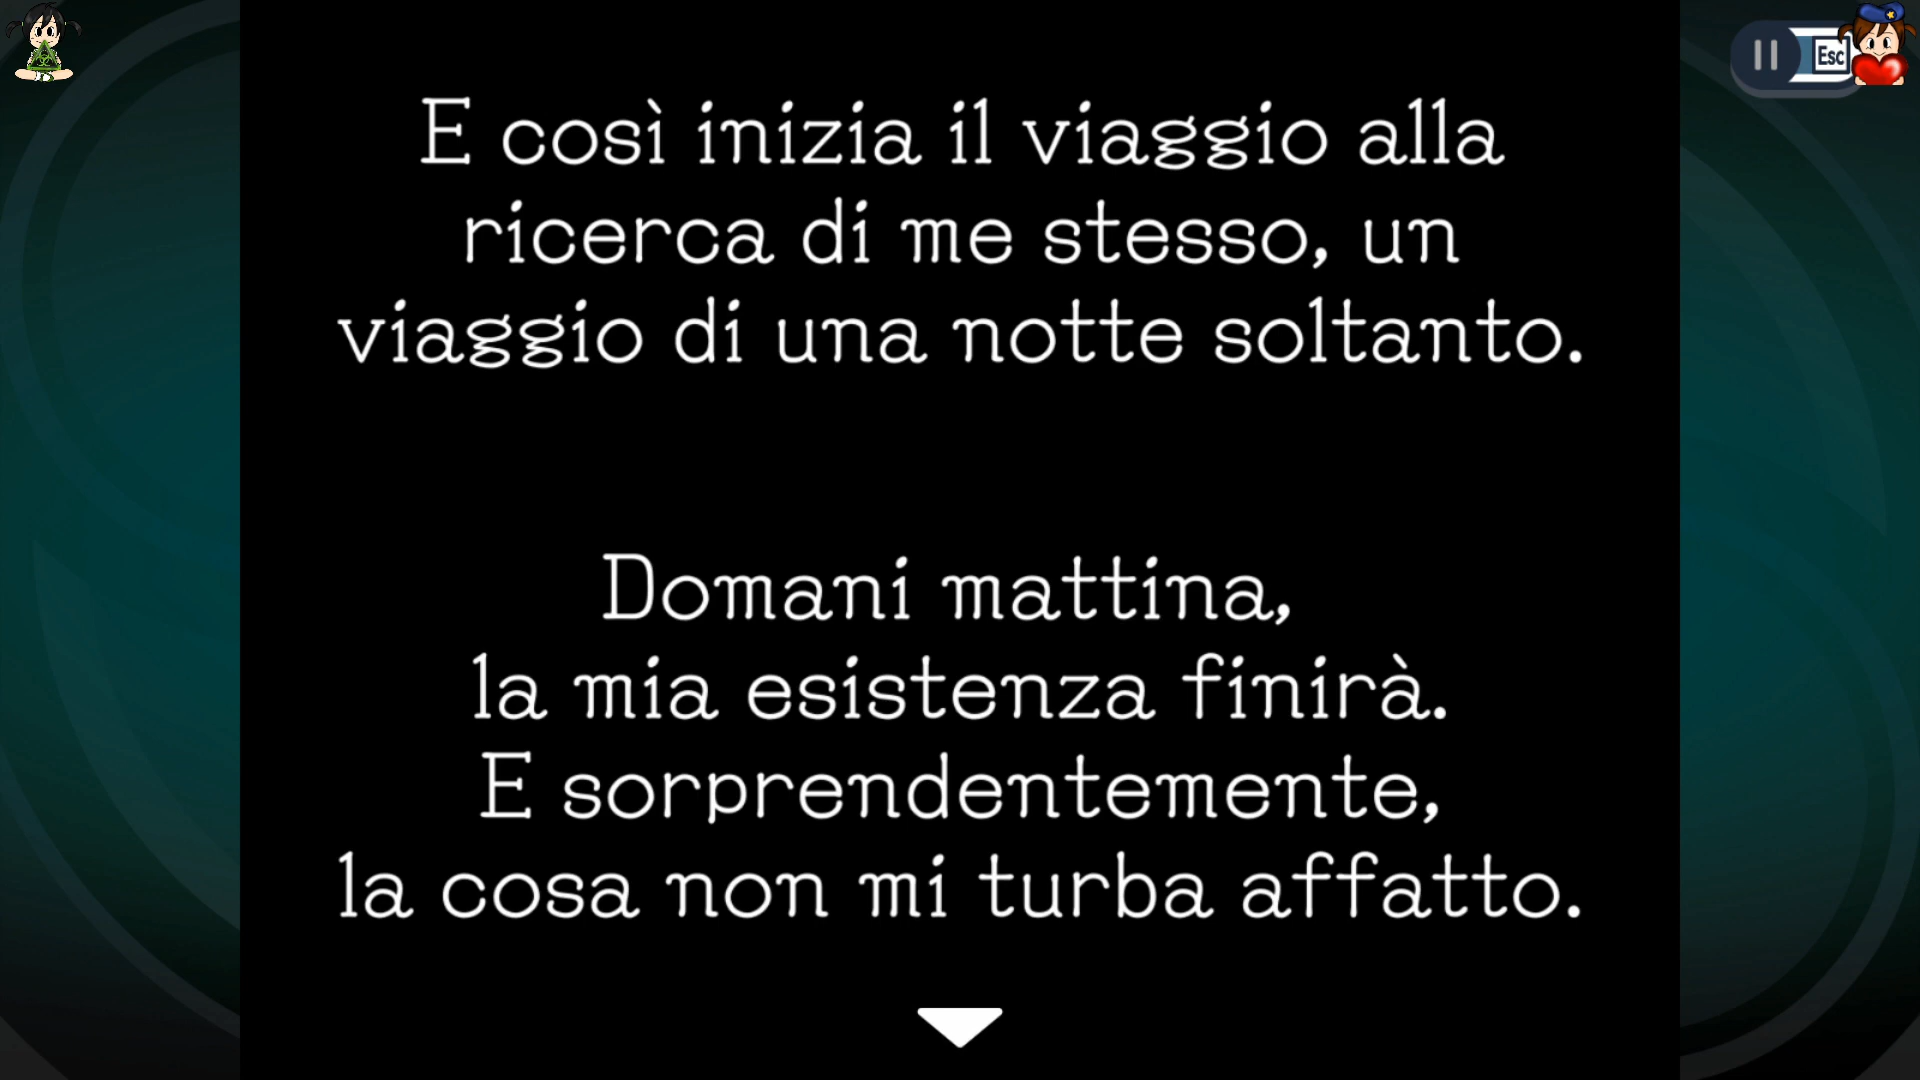 Esc
E così inizia il viaggio alla
ricerca di me stesso, un
viaggio di una notte soltanto.
Domani mattina,
la mia esistenza finirà.
E sorprendentemente,
la cosa non mi turba affatto.